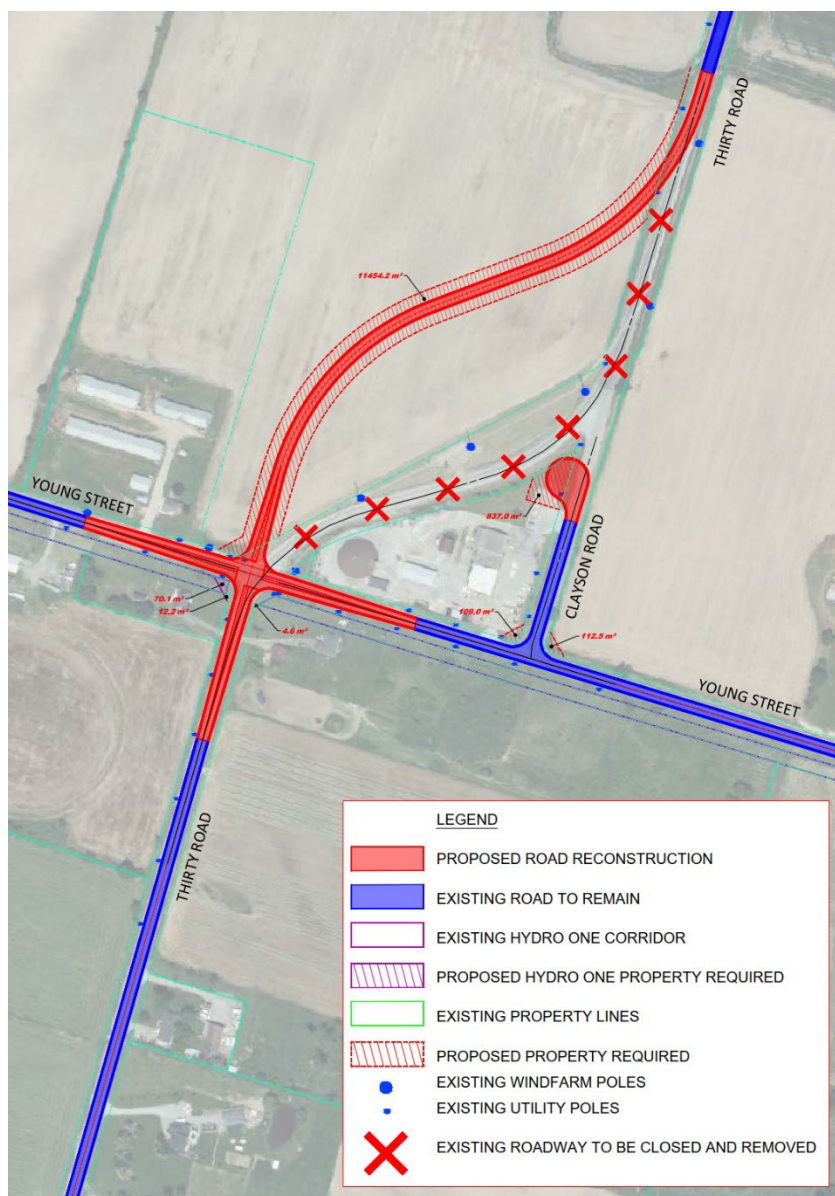 THIRTY ROAD
11454.2 m²
YOUNG STREET
837.0 m²
CLAYSON ROAD
70.1 m²
12.2 m²
4.6 m²
109.0 m²
112.5 m²
YOUNG STREET
THIRTY ROAD
LEGEND
PROPOSED ROAD RECONSTRUCTION
EXISTING ROAD TO REMAIN
EXISTING HYDRO ONE CORRIDOR
PROPOSED HYDRO ONE PROPERTY REQUIRED
EXISTING PROPERTY LINES
PROPOSED PROPERTY REQUIRED
EXISTING WINDFARM POLES
EXISTING UTILITY POLES
EXISTING ROADWAY TO BE CLOSED AND REMOVED